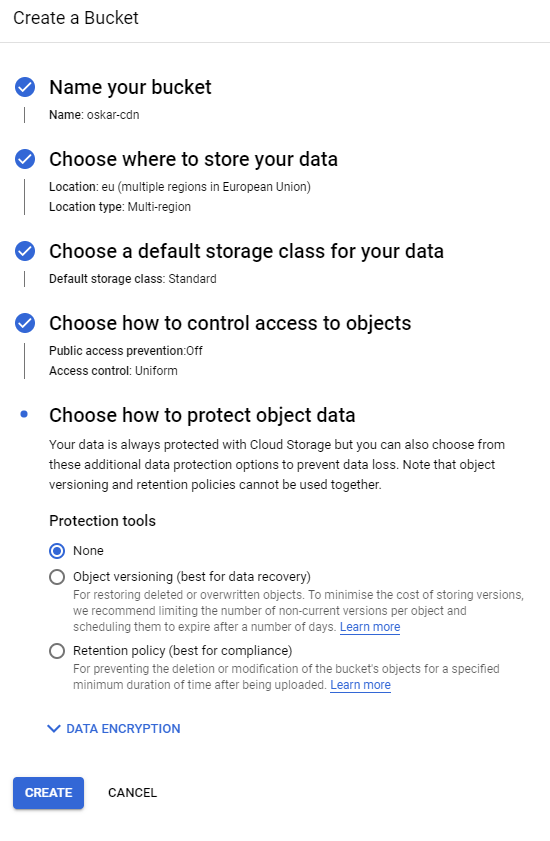 Create a Bucket
Name your bucket
Name: oskar-cdn
Choose where to store your data
Location: eu (multiple regions in European Union)
Location type: Multi-region
Choose a default storage class for your data
Default storage class: Standard
Choose how to control access to objects
Public access prevention:Off
Access control: Uniform
Choose how to protect object data
Your data is always protected with Cloud Storage but you can also choose from
these additional data protection options to prevent data loss. Note that object
versioning and retention policies cannot be used together.
Protection tools
None
Object versioning (best for data recovery)
For restoring deleted or overwritten objects. To minimise the cost of storing versions,
we recommend limiting the number of non-current versions per object and
scheduling them to expire after a number of days. Learn more
Retention policy (best for compliance)
For preventing the deletion or modification of the bucket's objects for a specified
minimum duration of time after being uploaded. Learn more
DATA ENCRYPTION
CREATE CANCEL